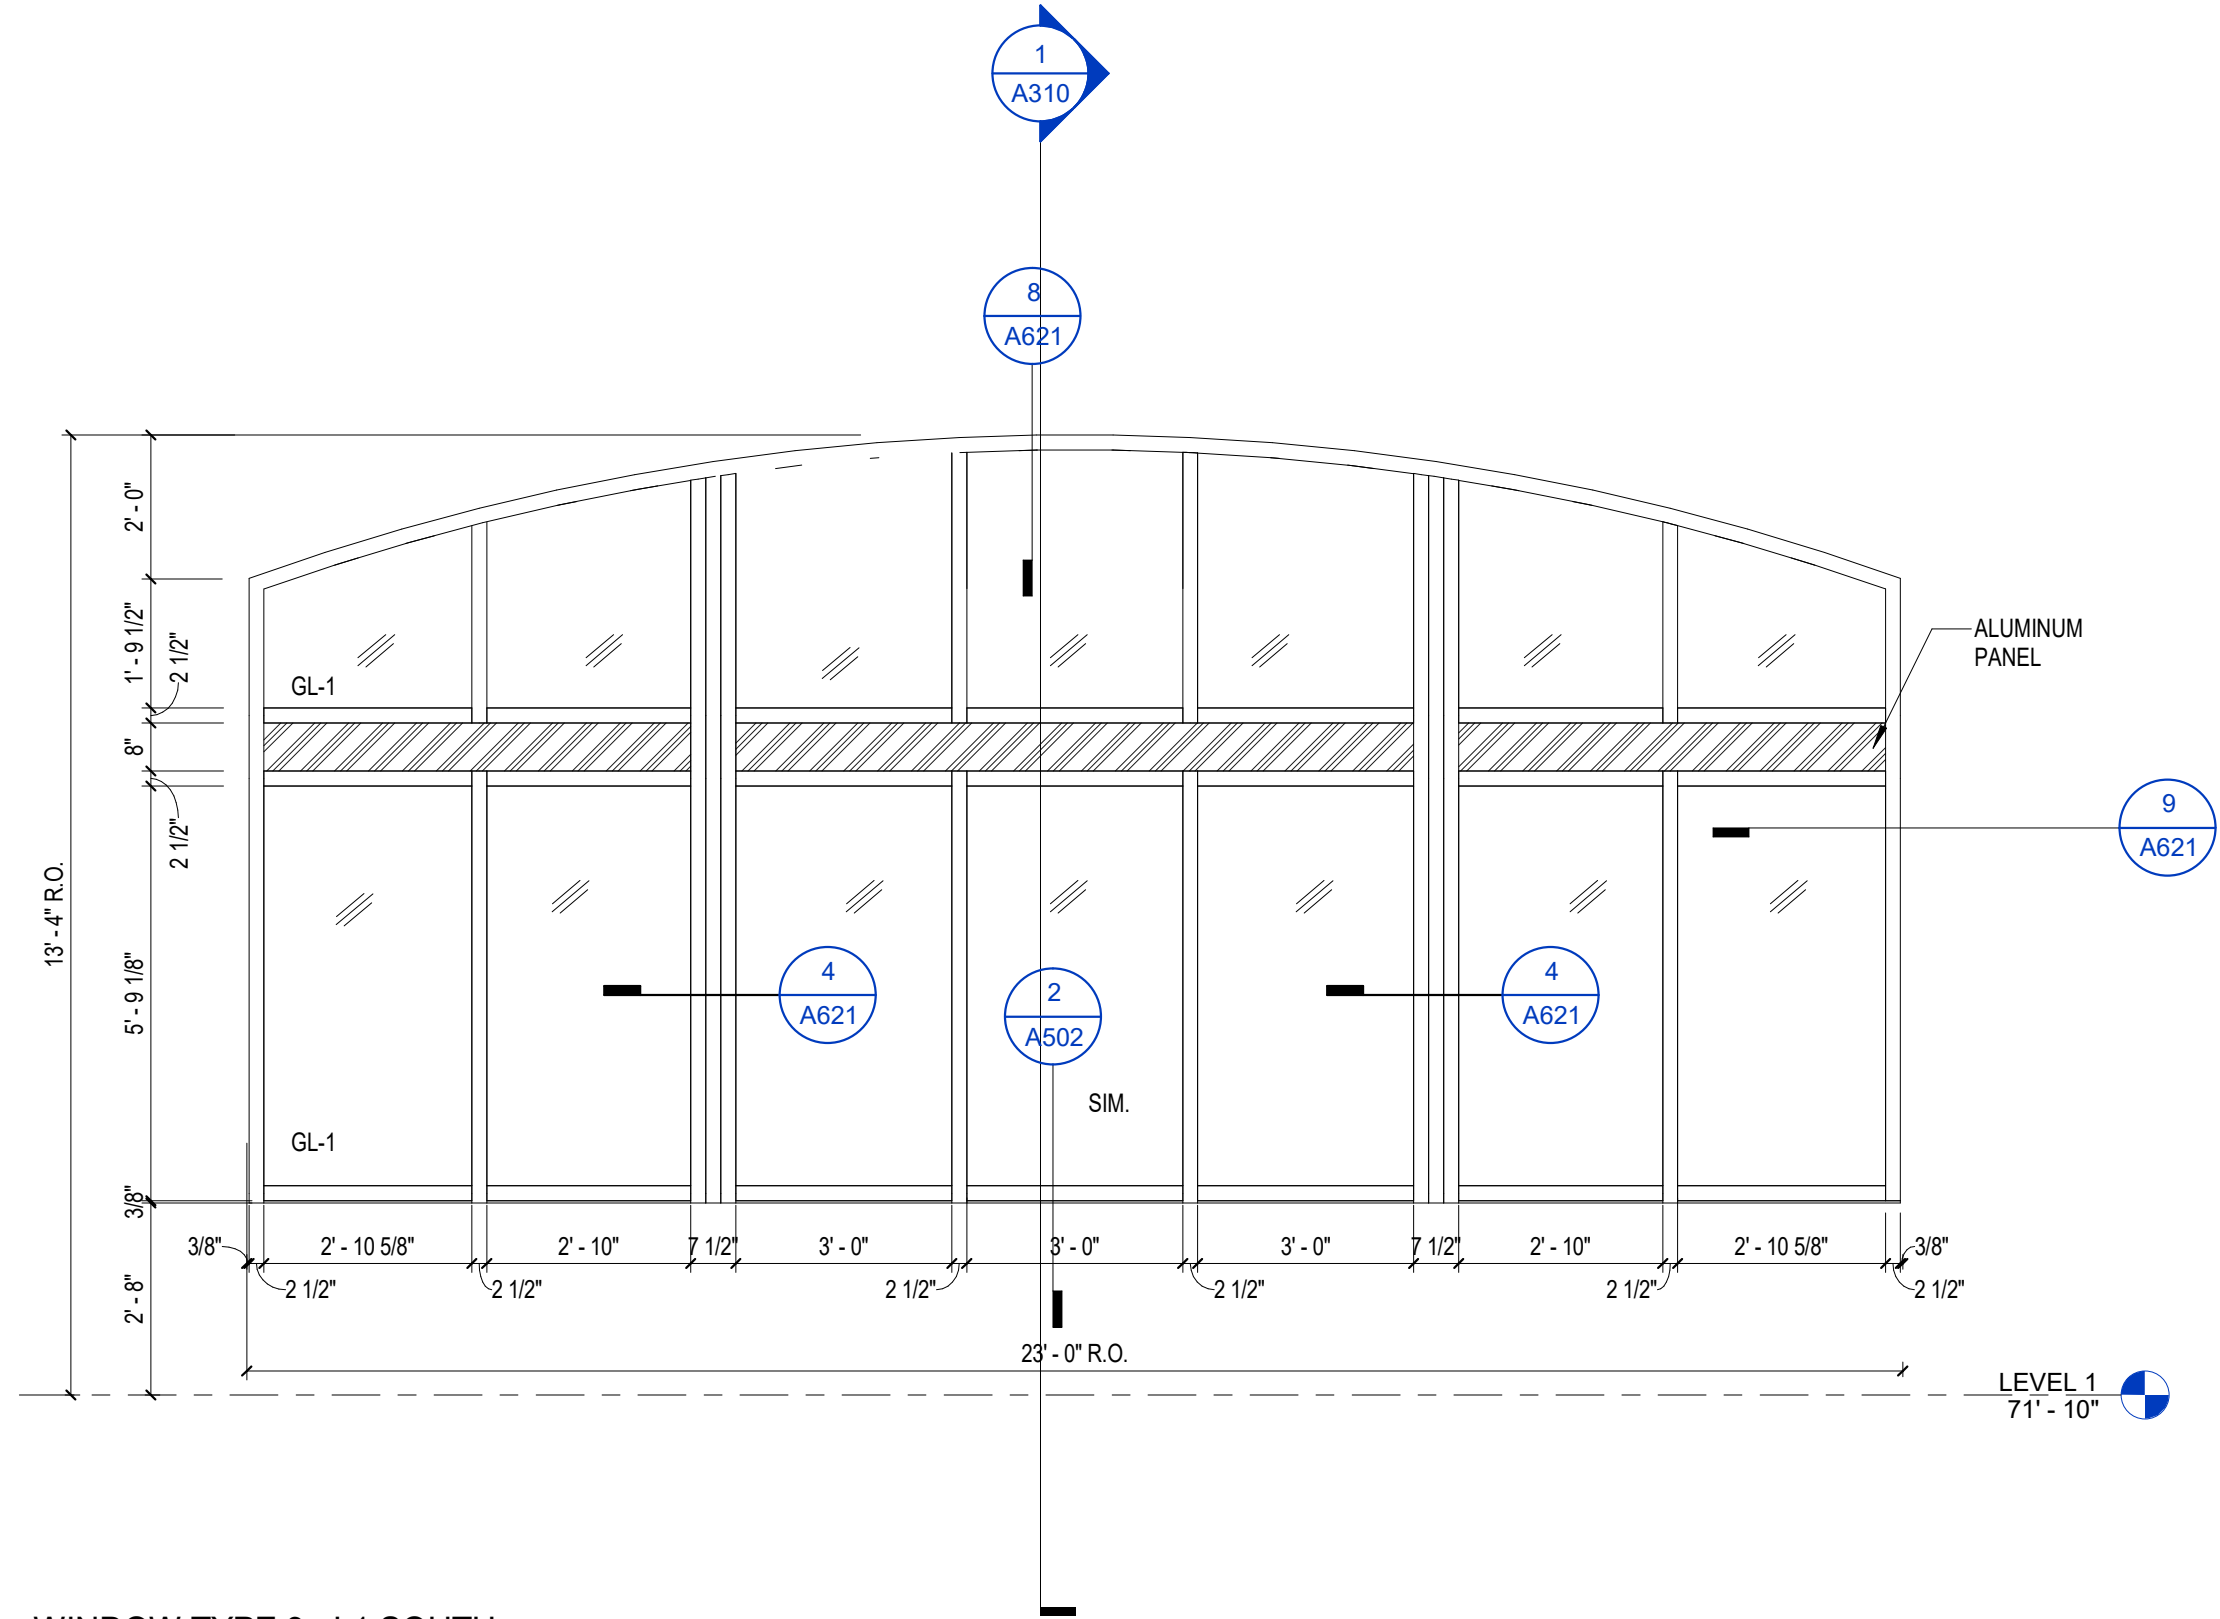 1
A310
8
A621
2' - 0"
1' - 9 1/2"
2 1/2"
8"
2 1/2"
13' - 4" R.O.
5' - 9 1/8"
3/8"
2' - 8"
GL-1
ALUMINUM
PANEL
9
A621
4
A621
2
A502
4
A621
SIM.
GL-1
3/8"
2' - 10 5/8"
2' - 10"
7 1/2"
3' - 0"
3' - 0"
3' - 0"
7 1/2"
2' - 10"
2' - 10 5/8"
3/8"
2 1/2"
2 1/2"
2 1/2"
2 1/2"
2 1/2"
2 1/2"
23' - 0" R.O.
LEVEL 1
71' - 10"